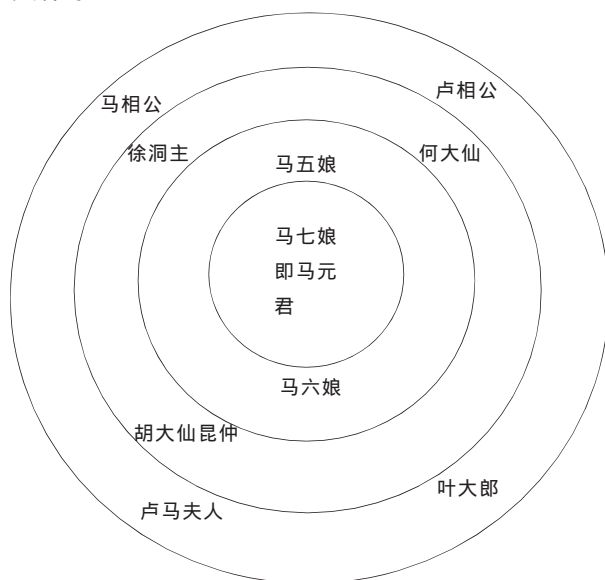 卢相公
马相公
徐洞主
何大仙
马五娘
马七娘
即马元
君
马六娘
胡大仙昆仲
叶大郎
卢马夫人